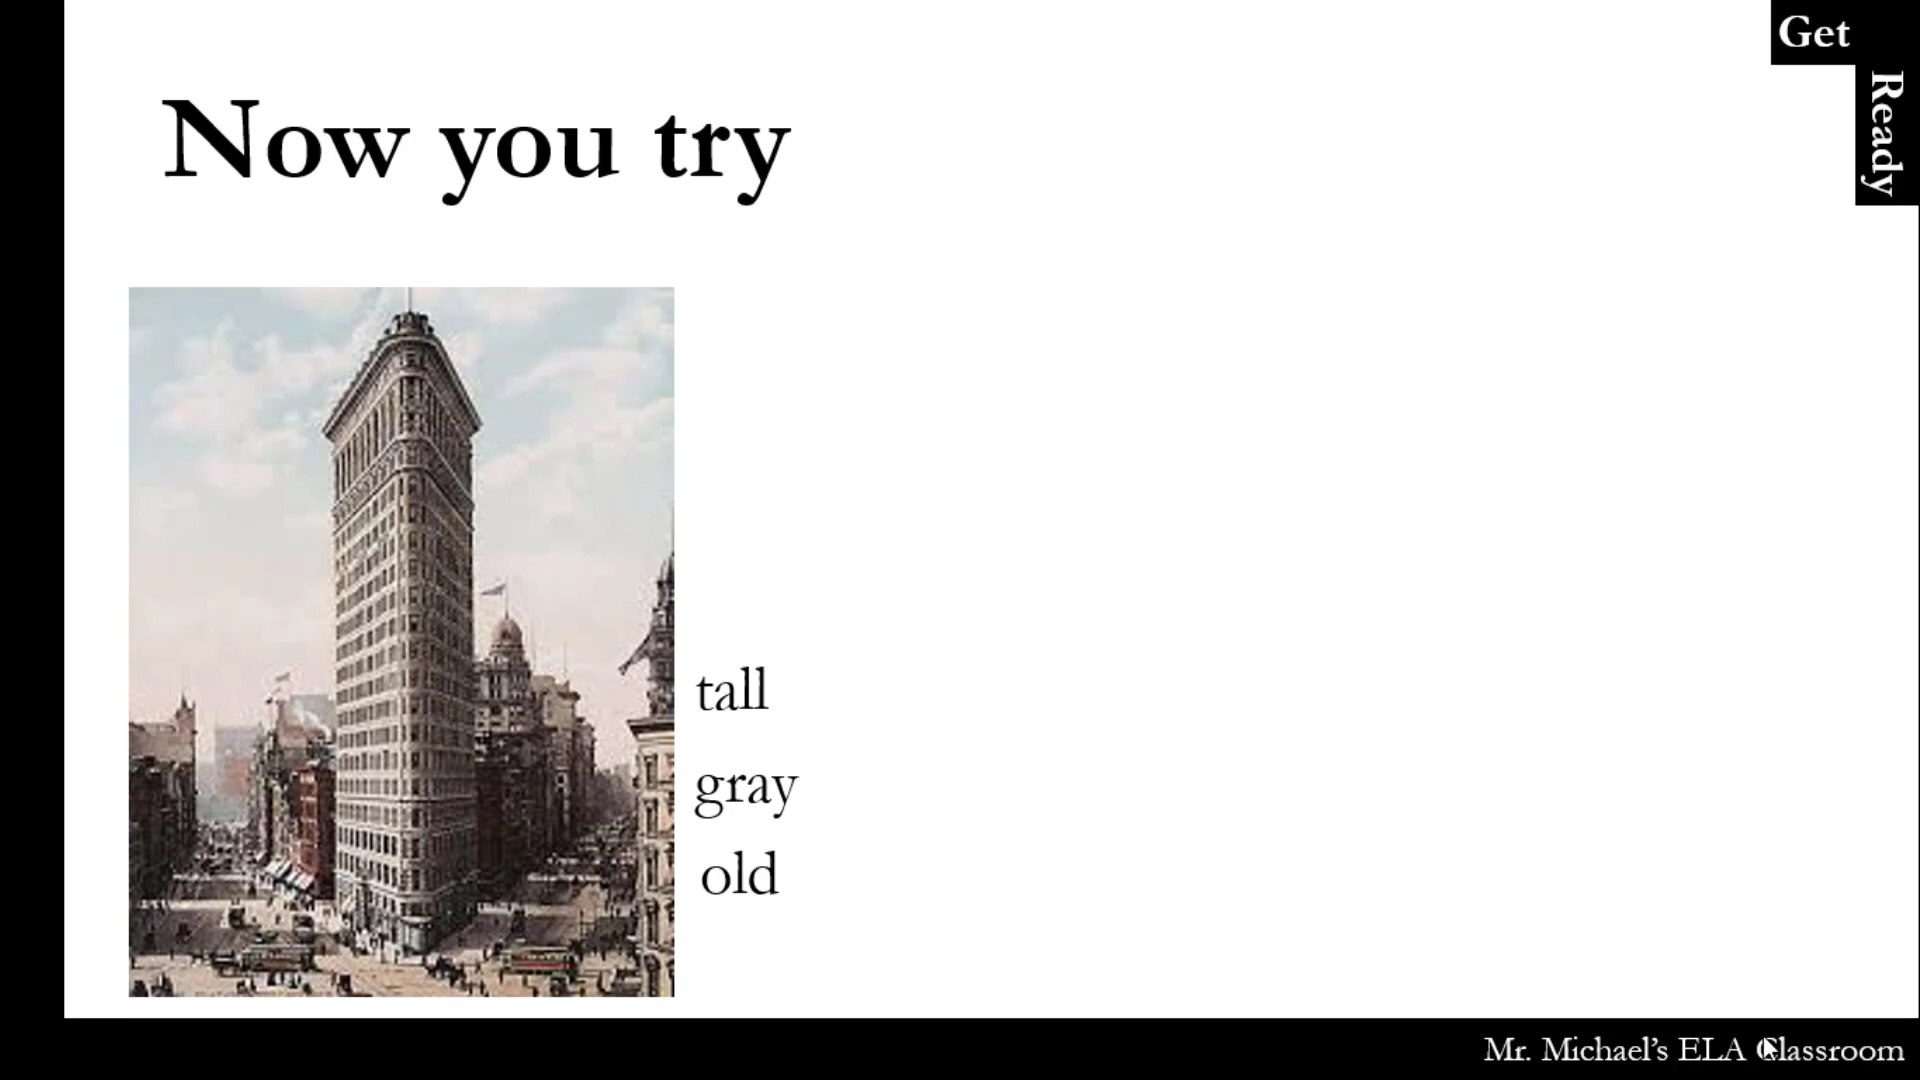 Get
Ready
Now you try
tall
gray
old
Mr. Michael's ELA Classroom